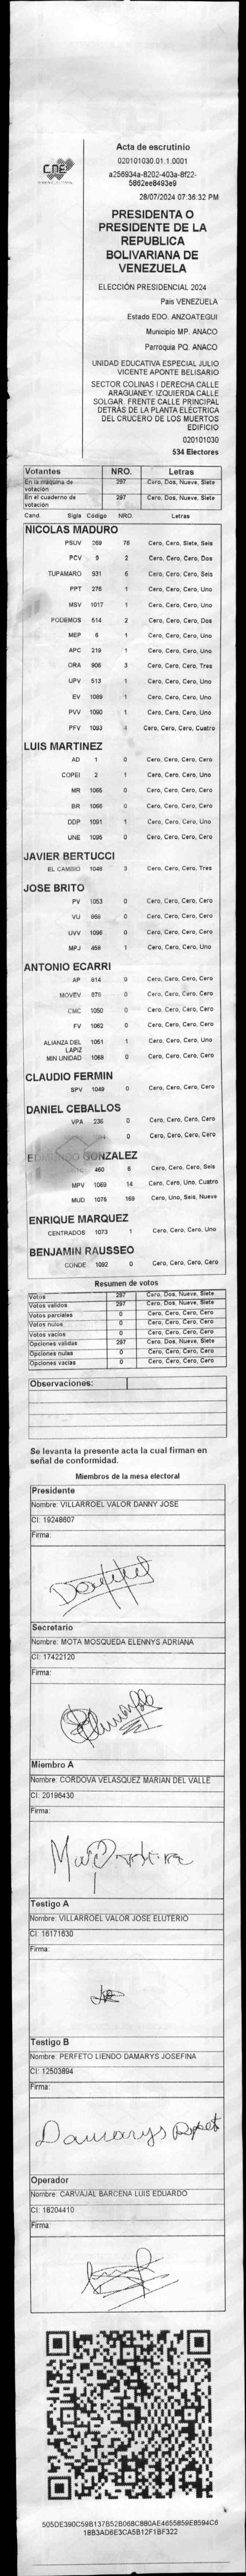 CNE
Acta de escrutinio
020101030.01.1.0001
a256934a-8202-403a-8f22-
5862ee8493e9
28/07/2024 07:36:32 PM
PRESIDENTA O
PRESIDENTE DE LA
REPUBLICA
BOLIVARIANA DE
VENEZUELA
ELECCIÓN PRESIDENCIAL 2024
Pais VENEZUELA
Estado EDO. ANZOATEGUI
Municipio MP. ANACO
Parroquia PQ. ANACO
UNIDAD EDUCATIVA ESPECIAL JULIO
VICENTE APONTE BELISARIO
SECTOR COLINAS I DERECHA CALLE
ARAGUANEY. IZQUIERDA CALLE
SOLGAR. FRENTE CALLE PRINCIPAL
DETRÁS DE LA PLANTA ELÉCTRICA
DEL CRUCERO DE LOS MUERTOS
EDIFICIO
020101030
534 Electores
Votantes NRO. Letras
En la máquina de votación 297 Cero, Dos, Nueve, Siete
En el cuaderno de votación 297 Cero, Dos, Nueve, Siete
Cand. Sigla Código NRO. Letras
NICOLAS MADURO
PSUV 269 76 Cero, Cero, Siete, Seis
PCV 9 2 Cero, Cero, Cero, Dos
TUPAMARO 931 6 Cero, Cero, Cero, Seis
PPT 276 1 Cero, Cero, Cero, Uno
MSV 1017 1 Cero, Cero, Cero, Uno
PODEMOS 514 2 Cero, Cero, Cero, Dos
MEP 6 1 Cero, Cero, Cero, Uno
APC 219 1 Cero, Cero, Cero, Uno
ORA 906 3 Cero, Cero, Cero, Tres
UPV 513 1 Cero, Cero, Cero, Uno
EV 1089 1 Cero, Cero, Cero, Uno
PVV 1090 1 Cero, Cero, Cero, Uno
PFV 1093 4 Cero, Cero, Cero, Cuatro
LUIS MARTINEZ
AD 1 0 Cero, Cero, Cero, Cero
COPEI 2 1 Cero, Cero, Cero, Uno
MR 1065 0 Cero, Cero, Cero, Cero
BR 1066 0 Cero, Cero, Cero, Cero
DDP 1091 1 Cero, Cero, Cero, Uno
UNE 1095 0 Cero, Cero, Cero, Cero
JAVIER BERTUCCI
EL CAMBIO 1048 3 Cero, Cero, Cero, Tres
JOSE BRITO
PV 1053 0 Cero, Cero, Cero, Cero
VU 868 0 Cero, Cero, Cero, Cero
UVV 1096 0 Cero, Cero, Cero, Cero
MPJ 458 1 Cero, Cero, Cero, Uno
ANTONIO ECARRI
AP 814 0 Cero, Cero, Cero, Cero
MOVEV 878 0 Cero, Cero, Cero, Cero
CMC 1050 0 Cero, Cero, Cero, Cero
FV 1062 0 Cero, Cero, Cero, Cero
ALIANZA DEL LAPIZ 1051 1 Cero, Cero, Cero, Uno
MIN UNIDAD 1068 0 Cero, Cero, Cero, Cero
CLAUDIO FERMIN
SPV 1049 0 Cero, Cero, Cero, Cero
DANIEL CEBALLOS
VPA 236 0 Cero, Cero, Cero, Cero
0 Cero, Cero, Cero, Cero
EDMUNDO GONZALEZ
460 6 Cero, Cero, Cero, Seis
MPV 1069 14 Cero, Cero, Uno, Cuatro
MUD 1075 169 Cero, Uno, Seis, Nueve
ENRIQUE MARQUEZ
CENTRADOS 1073 1 Cero, Cero, Cero, Uno
BENJAMIN RAUSSEO
CONDE 1092 0 Cero, Cero, Cero, Cero
Resumen de votos
Votos 297 Cero, Dos, Nueve, Siete
Votos validos 297 Cero, Dos, Nueve, Siete
Votos parciales 0 Cero, Cero, Cero, Cero
Votos nulos 0 Cero, Cero, Cero, Cero
Votos vacios 0 Cero, Cero, Cero, Cero
Opciones validas 297 Cero, Dos, Nueve, Siete
Opciones nulas 0 Cero, Cero, Cero, Cero
Opciones vacias 0 Cero, Cero, Cero, Cero
Observaciones:
Se levanta la presente acta la cual firman en
señal de conformidad.
Miembros de la mesa electoral
Presidente
Nombre: VILLARROEL VALOR DANNY JOSE
CI: 19248607
Firma:
Secretario
Nombre: MOTA MOSQUEDA ELENNYS ADRIANA
CI: 17422120
Firma:
Miembro A
Nombre: CORDOVA VELASQUEZ MARIAN DEL VALLE
CI: 20196430
Firma:
Testigo A
Nombre: VILLARROEL VALOR JOSE ELUTERIO
CI: 16171630
Firma:
Testigo B
Nombre: PERFETO LIENDO DAMARYS JOSEFINA
CI: 12503894
Firma:
Damarys
Operador
Nombre: CARVAJAL BARCENA LUIS EDUARDO
CI: 18204410
Firma:
505DE390C59B137B52B068C880AE4655859E8594C6
18B3AD6E3CA5B12F1BF322